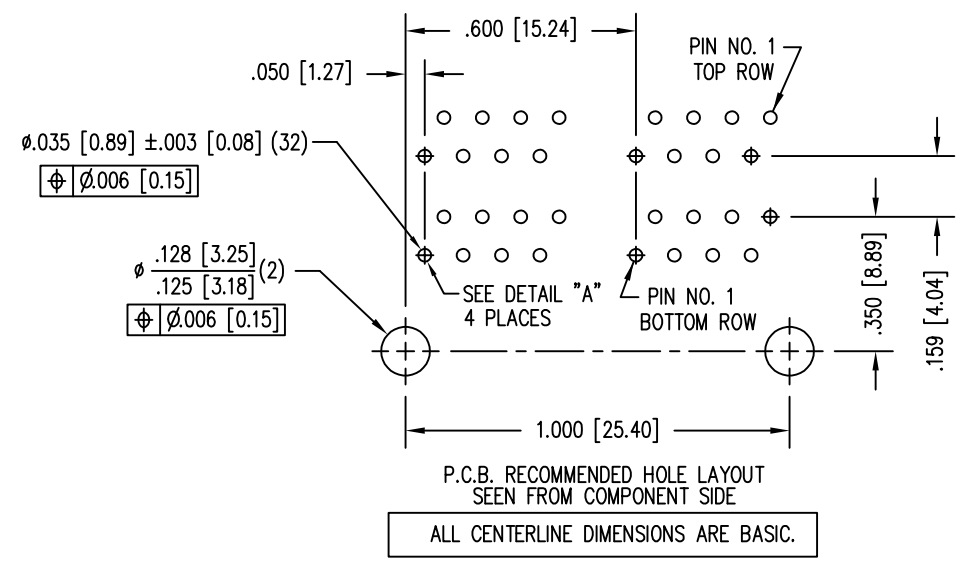 .600 [15.24]
PIN NO. 1
TOP ROW
.050 [1.27]
ø.035 [0.89] ±.003 [0.08] (32)
⌖ Ø.006 [0.15]
ø .128 [3.25]
.125 [3.18] (2)
⌖ Ø.006 [0.15]
SEE DETAIL "A"
4 PLACES
PIN NO. 1
BOTTOM ROW
.350 [8.89]
.159 [4.04]
1.000 [25.40]
P.C.B. RECOMMENDED HOLE LAYOUT
SEEN FROM COMPONENT SIDE
ALL CENTERLINE DIMENSIONS ARE BASIC.